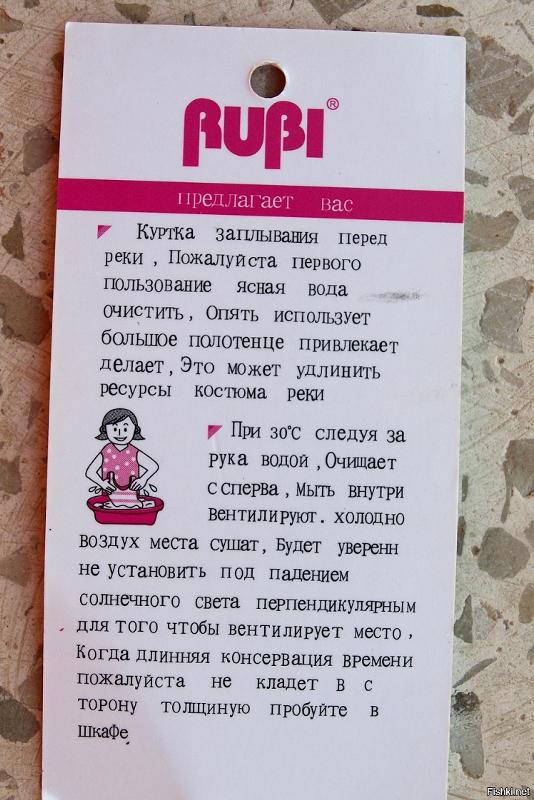 RUBI®
предлагает вас
Куртка заплывания перед
реки , Пожалуйста первого
пользование ясная вода
очистить, Опять использует
большое полотенце привлекает
делает, Это может удлинить
ресурсы костюма реки
При 30℃ следуя за
рука водой , Очищает
ссперва , мыть внутри
вентилируют. холодно
воздух места сушат, Будет уверенн
не установить под падением
солнечного света перпендикулярным
для того чтобы вентилирует место ,
Когда длинняя консервация времени
пожалуйста не кладет в с
торону толщиную пробуйте в
шкафе
Fishki.net